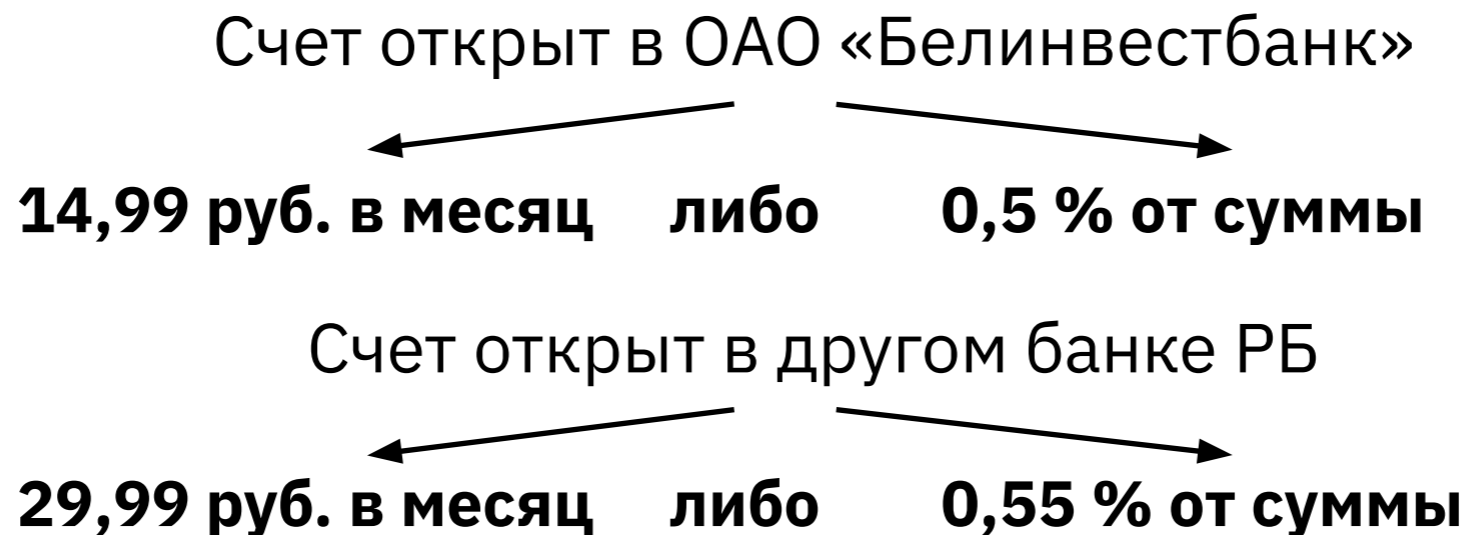 Счет открыт в ОАО «Белинвестбанк»
14,99 руб. в месяц либо 0,5 % от суммы
Счет открыт в другом банке РБ
29,99 руб. в месяц либо 0,55 % от суммы